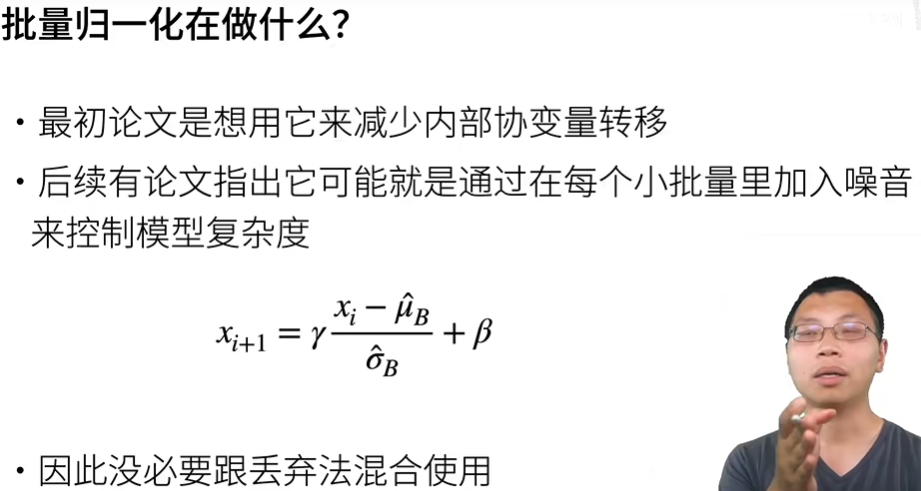 批量归一化在做什么？
• 最初论文是想用它来减少内部协变量转移
• 后续有论文指出它可能就是通过在每个小批量里加入噪音
来控制模型复杂度
x_{i+1} = γ \frac{x_i - \hat{μ}_B}{\hat{σ}_B} + β
• 因此没必要跟丢弃法混合使用